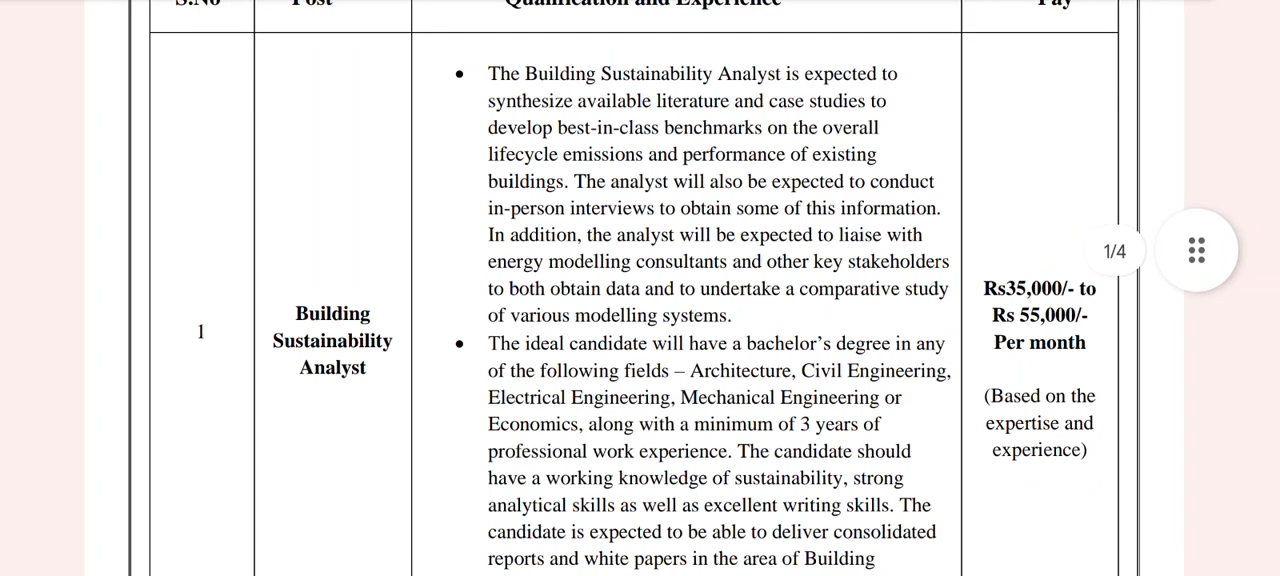 S.No Post Qualification and Experience Pay
• The Building Sustainability Analyst is expected to
synthesize available literature and case studies to
develop best-in-class benchmarks on the overall
lifecycle emissions and performance of existing
buildings. The analyst will also be expected to conduct
in-person interviews to obtain some of this information.
In addition, the analyst will be expected to liaise with
energy modelling consultants and other key stakeholders
to both obtain data and to undertake a comparative study
of various modelling systems.
• The ideal candidate will have a bachelor’s degree in any
of the following fields – Architecture, Civil Engineering,
Electrical Engineering, Mechanical Engineering or
Economics, along with a minimum of 3 years of
professional work experience. The candidate should
have a working knowledge of sustainability, strong
analytical skills as well as excellent writing skills. The
candidate is expected to be able to deliver consolidated
reports and white papers in the area of Building
1
Building
Sustainability
Analyst
Rs35,000/- to
Rs 55,000/-
Per month
(Based on the
expertise and
experience)
1/4